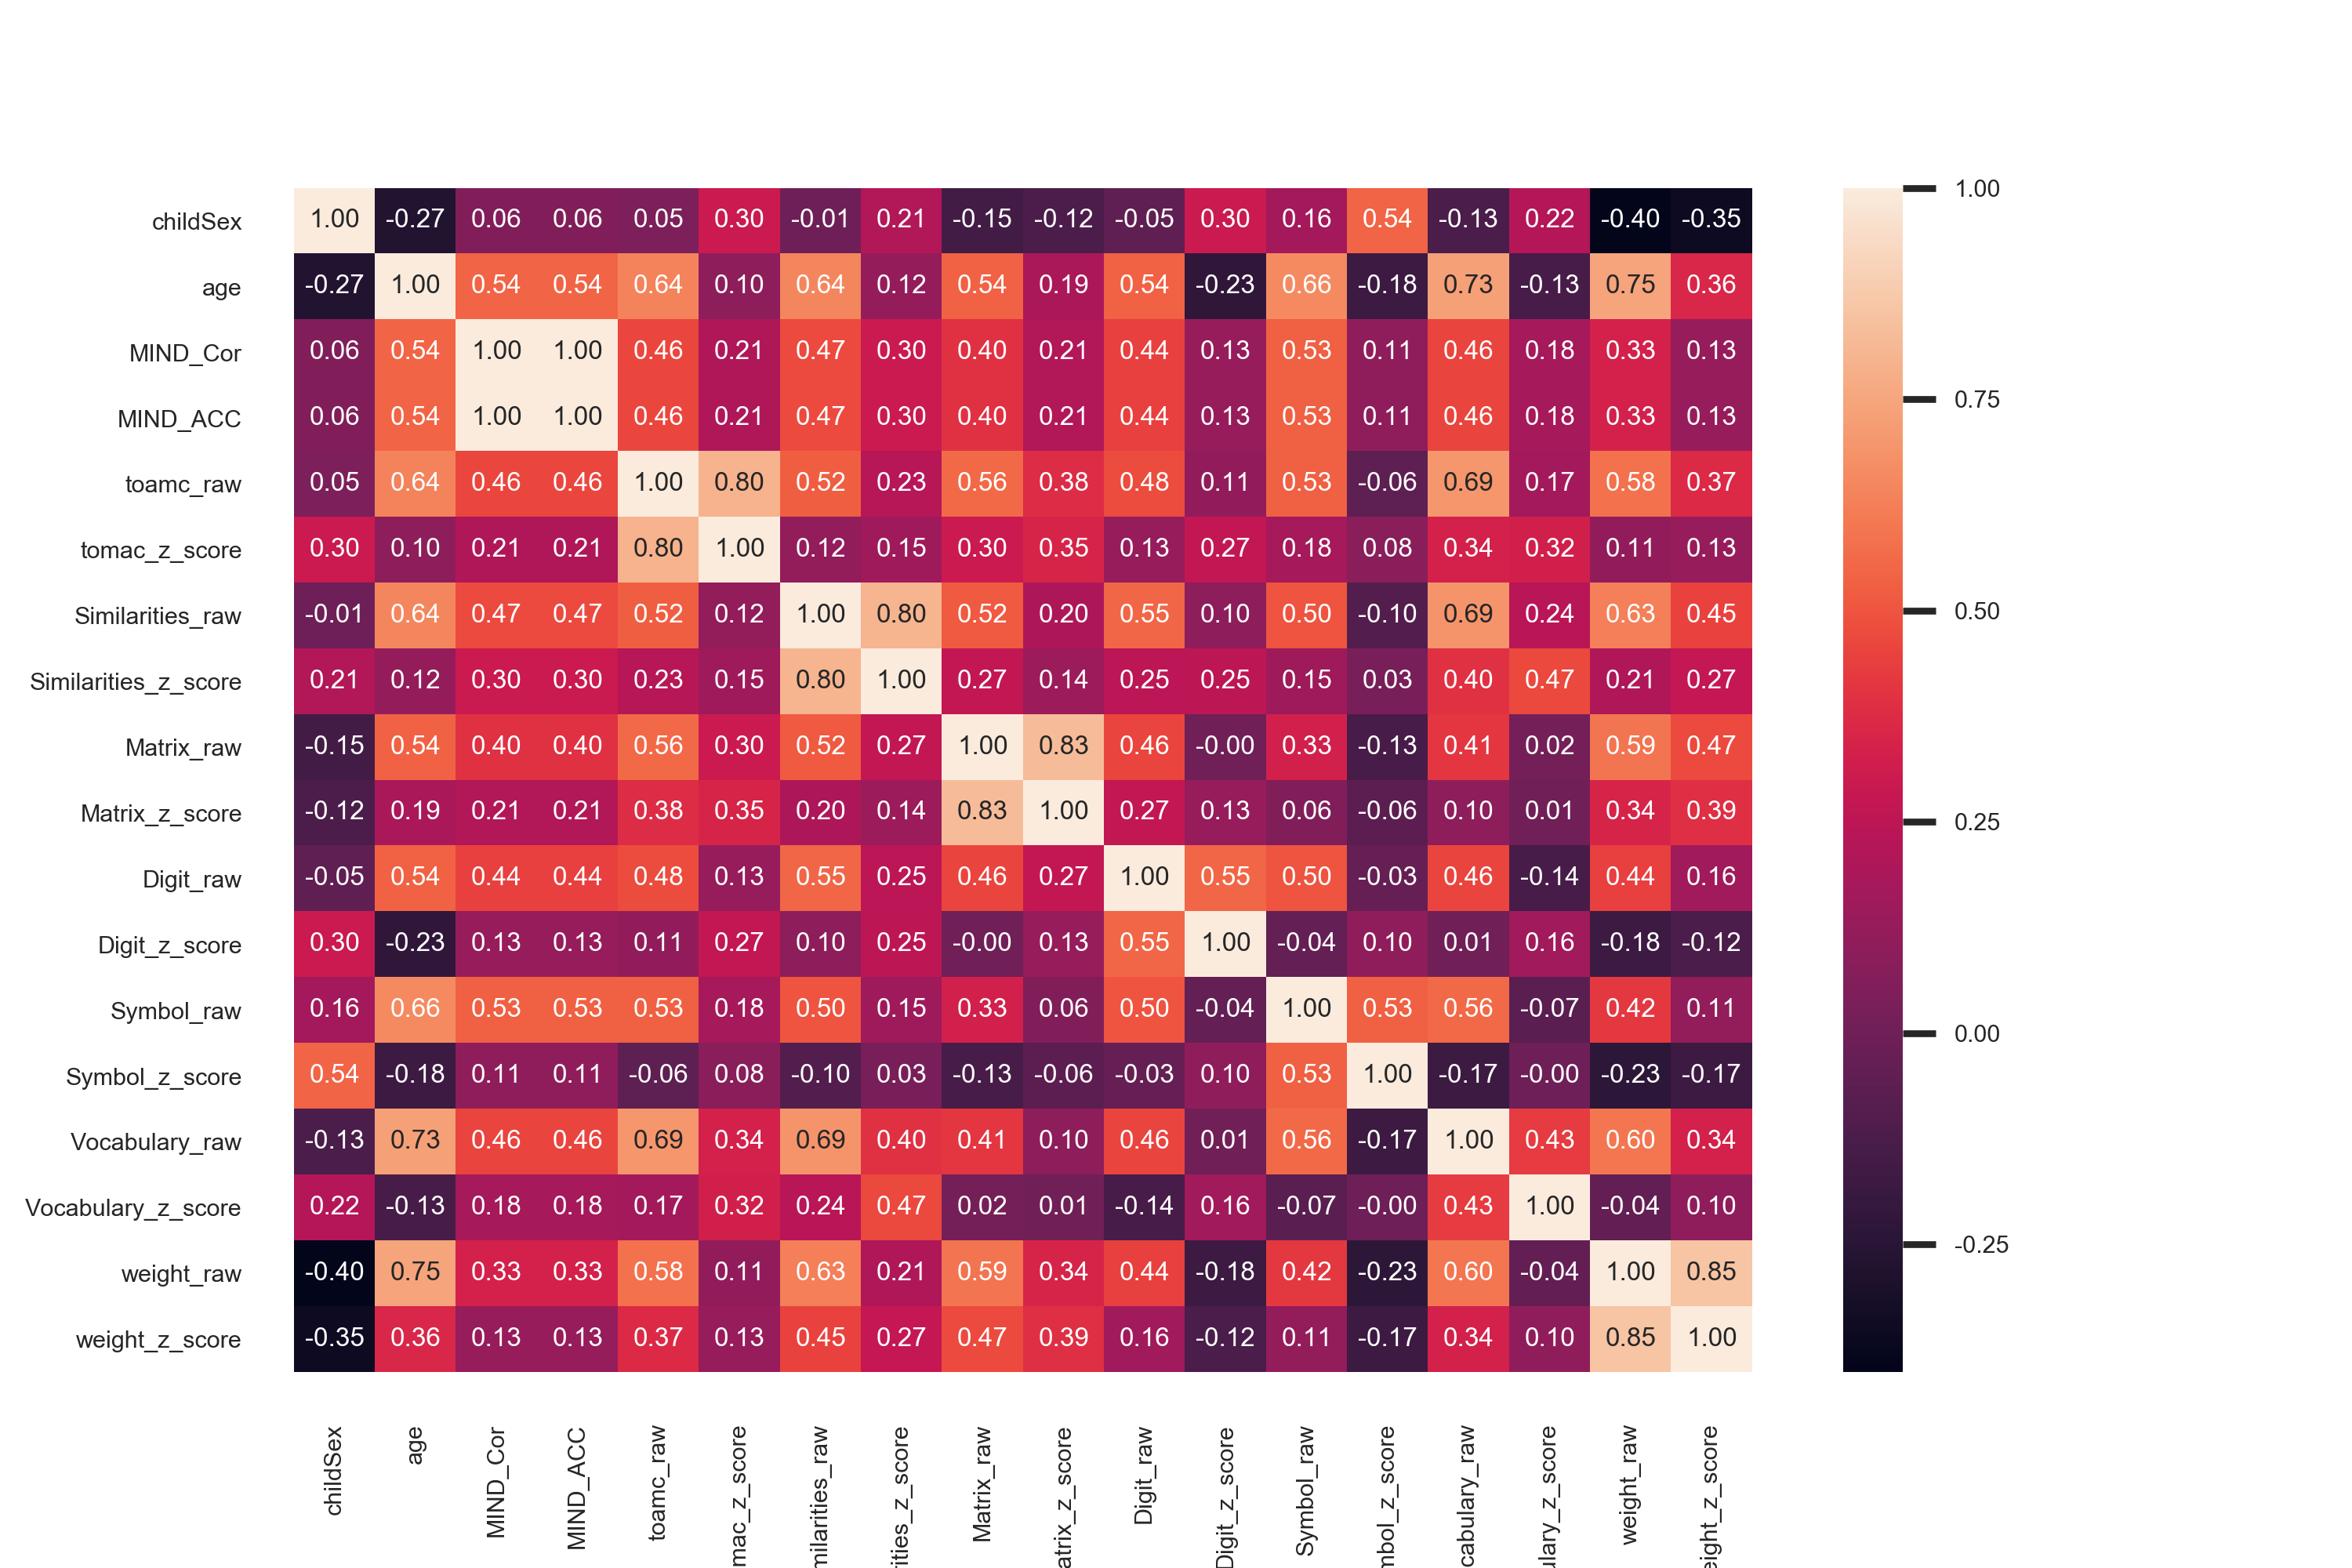 childSex 1.00 -0.27 0.06 0.06 0.05 0.30 -0.01 0.21 -0.15 -0.12 -0.05 0.30 0.16 0.54 -0.13 0.22 -0.40 -0.35
age -0.27 1.00 0.54 0.54 0.64 0.10 0.64 0.12 0.54 0.19 0.54 -0.23 0.66 -0.18 0.73 -0.13 0.75 0.36
MIND_Cor 0.06 0.54 1.00 1.00 0.46 0.21 0.47 0.30 0.40 0.21 0.44 0.13 0.53 0.11 0.46 0.18 0.33 0.13
MIND_ACC 0.06 0.54 1.00 1.00 0.46 0.21 0.47 0.30 0.40 0.21 0.44 0.13 0.53 0.11 0.46 0.18 0.33 0.13
toamc_raw 0.05 0.64 0.46 0.46 1.00 0.80 0.52 0.23 0.56 0.38 0.48 0.11 0.53 -0.06 0.69 0.17 0.58 0.37
tomac_z_score 0.30 0.10 0.21 0.21 0.80 1.00 0.12 0.15 0.30 0.35 0.13 0.27 0.18 0.08 0.34 0.32 0.11 0.13
Similarities_raw -0.01 0.64 0.47 0.47 0.52 0.12 1.00 0.80 0.52 0.20 0.55 0.10 0.50 -0.10 0.69 0.24 0.63 0.45
Similarities_z_score 0.21 0.12 0.30 0.30 0.23 0.15 0.80 1.00 0.27 0.14 0.25 0.25 0.15 0.03 0.40 0.47 0.21 0.27
Matrix_raw -0.15 0.54 0.40 0.40 0.56 0.30 0.52 0.27 1.00 0.83 0.46 -0.00 0.33 -0.13 0.41 0.02 0.59 0.47
Matrix_z_score -0.12 0.19 0.21 0.21 0.38 0.35 0.20 0.14 0.83 1.00 0.27 0.13 0.06 -0.06 0.10 0.01 0.34 0.39
Digit_raw -0.05 0.54 0.44 0.44 0.48 0.13 0.55 0.25 0.46 0.27 1.00 0.55 0.50 -0.03 0.46 -0.14 0.44 0.16
Digit_z_score 0.30 -0.23 0.13 0.13 0.11 0.27 0.10 0.25 -0.00 0.13 0.55 1.00 -0.04 0.10 0.01 0.16 -0.18 -0.12
Symbol_raw 0.16 0.66 0.53 0.53 0.53 0.18 0.50 0.15 0.33 0.06 0.50 -0.04 1.00 0.53 0.56 -0.07 0.42 0.11
Symbol_z_score 0.54 -0.18 0.11 0.11 -0.06 0.08 -0.10 0.03 -0.13 -0.06 -0.03 0.10 0.53 1.00 -0.17 -0.00 -0.23 -0.17
Vocabulary_raw -0.13 0.73 0.46 0.46 0.69 0.34 0.69 0.40 0.41 0.10 0.46 0.01 0.56 -0.17 1.00 0.43 0.60 0.34
Vocabulary_z_score 0.22 -0.13 0.18 0.18 0.17 0.32 0.24 0.47 0.02 0.01 -0.14 0.16 -0.07 -0.00 0.43 1.00 -0.04 0.10
weight_raw -0.40 0.75 0.33 0.33 0.58 0.11 0.63 0.21 0.59 0.34 0.44 -0.18 0.42 -0.23 0.60 -0.04 1.00 0.85
weight_z_score -0.35 0.36 0.13 0.13 0.37 0.13 0.45 0.27 0.47 0.39 0.16 -0.12 0.11 -0.17 0.34 0.10 0.85 1.00
childSex
age
MIND_Cor
MIND_ACC
toamc_raw
mac_z_score
milarities_raw
rities_z_score
Matrix_raw
atrix_z_score
Digit_raw
Digit_z_score
Symbol_raw
mbol_z_score
cabulary_raw
ulary_z_score
weight_raw
eight_z_score
1.00
0.75
0.50
0.25
0.00
-0.25